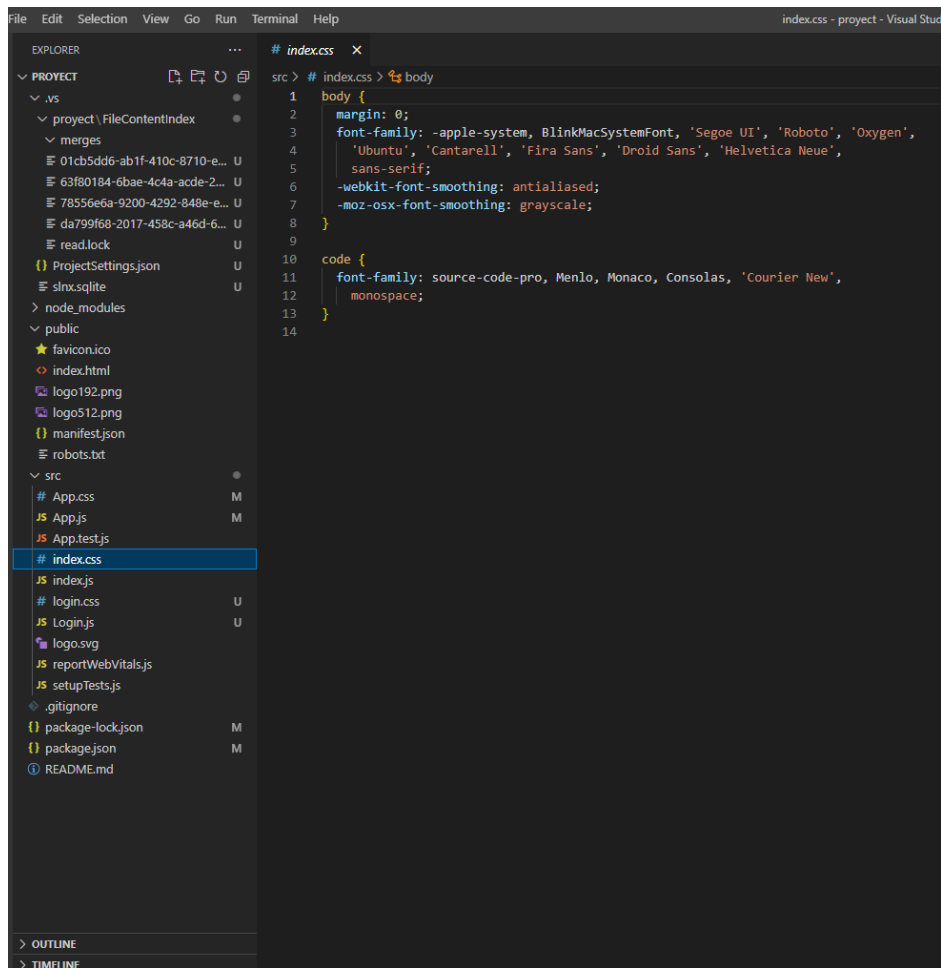 File Edit Selection View Go Run Terminal Help index.css - proyect - Visual Stud
EXPLORER ...
PROYECT
.vs
proyect \ FileContentIndex
merges
01cb5dd6-ab1f-410c-8710-e... U
63f80184-6bae-4c4a-acde-2... U
78556e6a-9200-4292-848e-e... U
da799f68-2017-458c-a46d-6... U
read.lock U
ProjectSettings.json U
slnx.sqlite U
node_modules
public
favicon.ico
index.html
logo192.png
logo512.png
manifest.json
robots.txt
src
App.css M
App.js M
App.test.js
index.css
index.js
login.css U
Login.js U
logo.svg
reportWebVitals.js
setupTests.js
.gitignore
package-lock.json M
package.json M
README.md
OUTLINE
TIMELINE
# index.css
src > # index.css > body
1 body {
2 margin: 0;
3 font-family: -apple-system, BlinkMacSystemFont, 'Segoe UI', 'Roboto', 'Oxygen',
4 'Ubuntu', 'Cantarell', 'Fira Sans', 'Droid Sans', 'Helvetica Neue',
5 sans-serif;
6 -webkit-font-smoothing: antialiased;
7 -moz-osx-font-smoothing: grayscale;
8 }
9
10 code {
11 font-family: source-code-pro, Menlo, Monaco, Consolas, 'Courier New',
12 monospace;
13 }
14